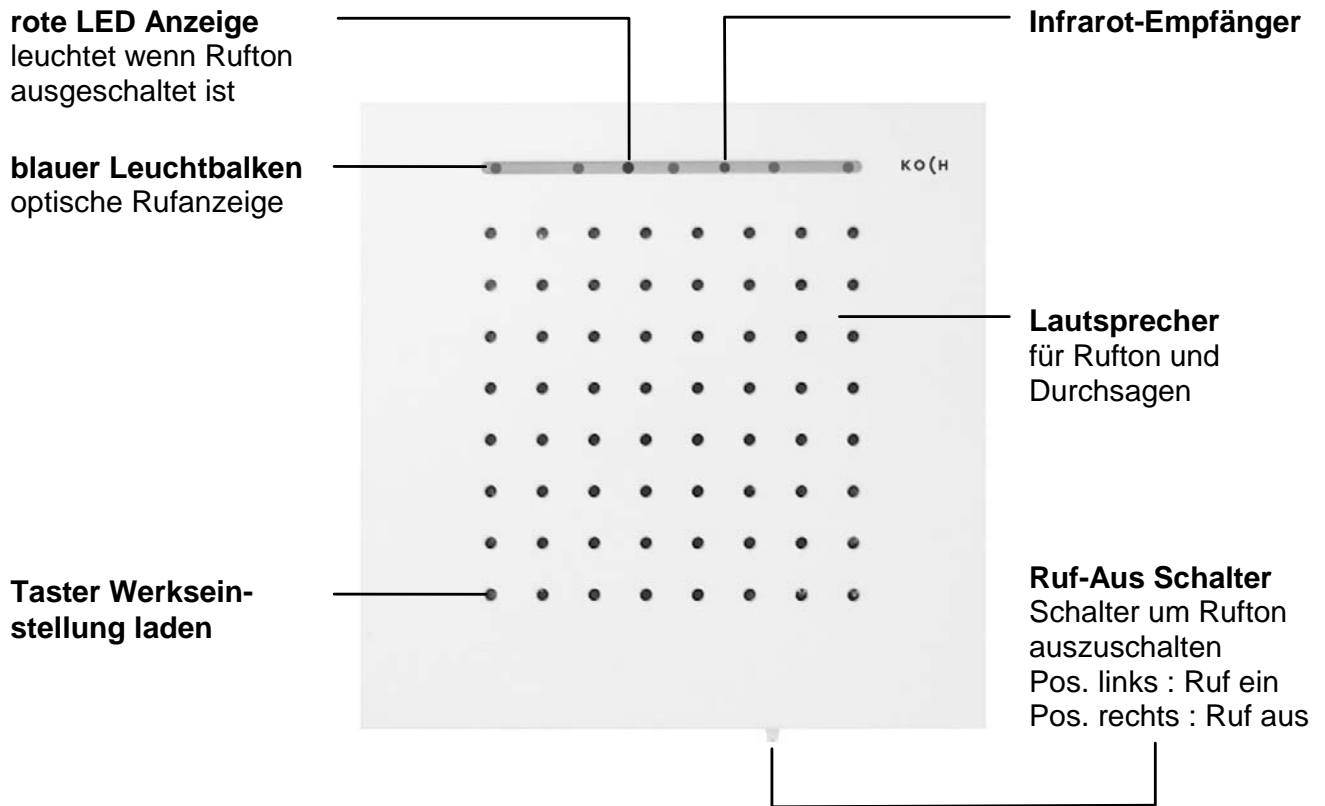 rote LED Anzeige
leuchtet wenn Rufton
ausgeschaltet ist
blauer Leuchtbalken
optische Rufanzeige
Taster Werksein-
stellung laden
KOCH
Infrarot-Empfänger
Lautsprecher
für Rufton und
Durchsagen
Ruf-Aus Schalter
Schalter um Rufton
auszuschalten
Pos. links : Ruf ein
Pos. rechts : Ruf aus